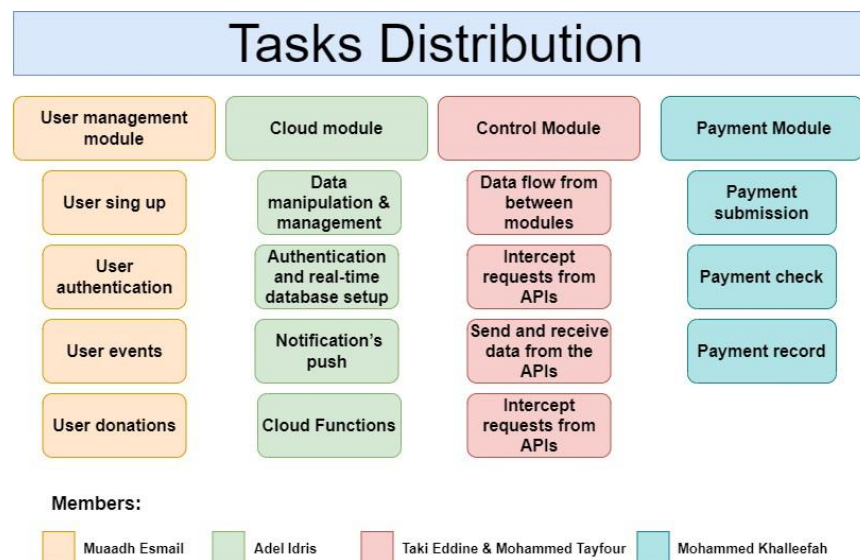 Tasks Distribution
User management
module
Cloud module
Control Module
Payment Module
User sing up
Data
manipulation &
management
Data flow from
between
modules
Payment
submission
User
authentication
Authentication
and real-time
database setup
Intercept
requests from
APIs
Payment check
User events
Notification's
push
Send and receive
data from the
APIs
Payment record
User donations
Cloud Functions
Intercept
requests from
APIs
Members:
Muaadh Esmail
Adel Idris
Taki Eddine & Mohammed Tayfour
Mohammed Khalleefah